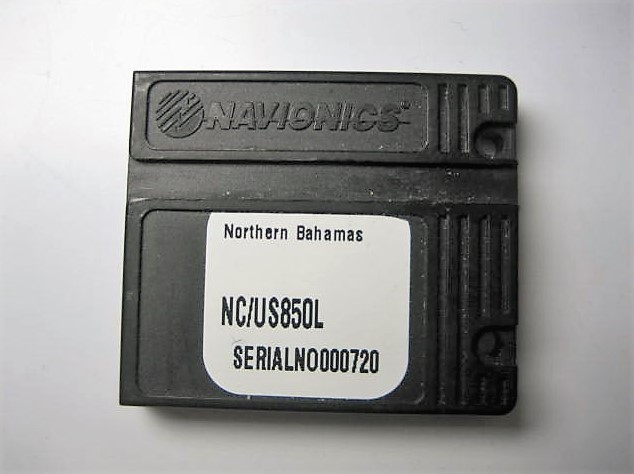 NAVIONICS®
Northern Bahamas
NC/US850L
SERIALNO000720